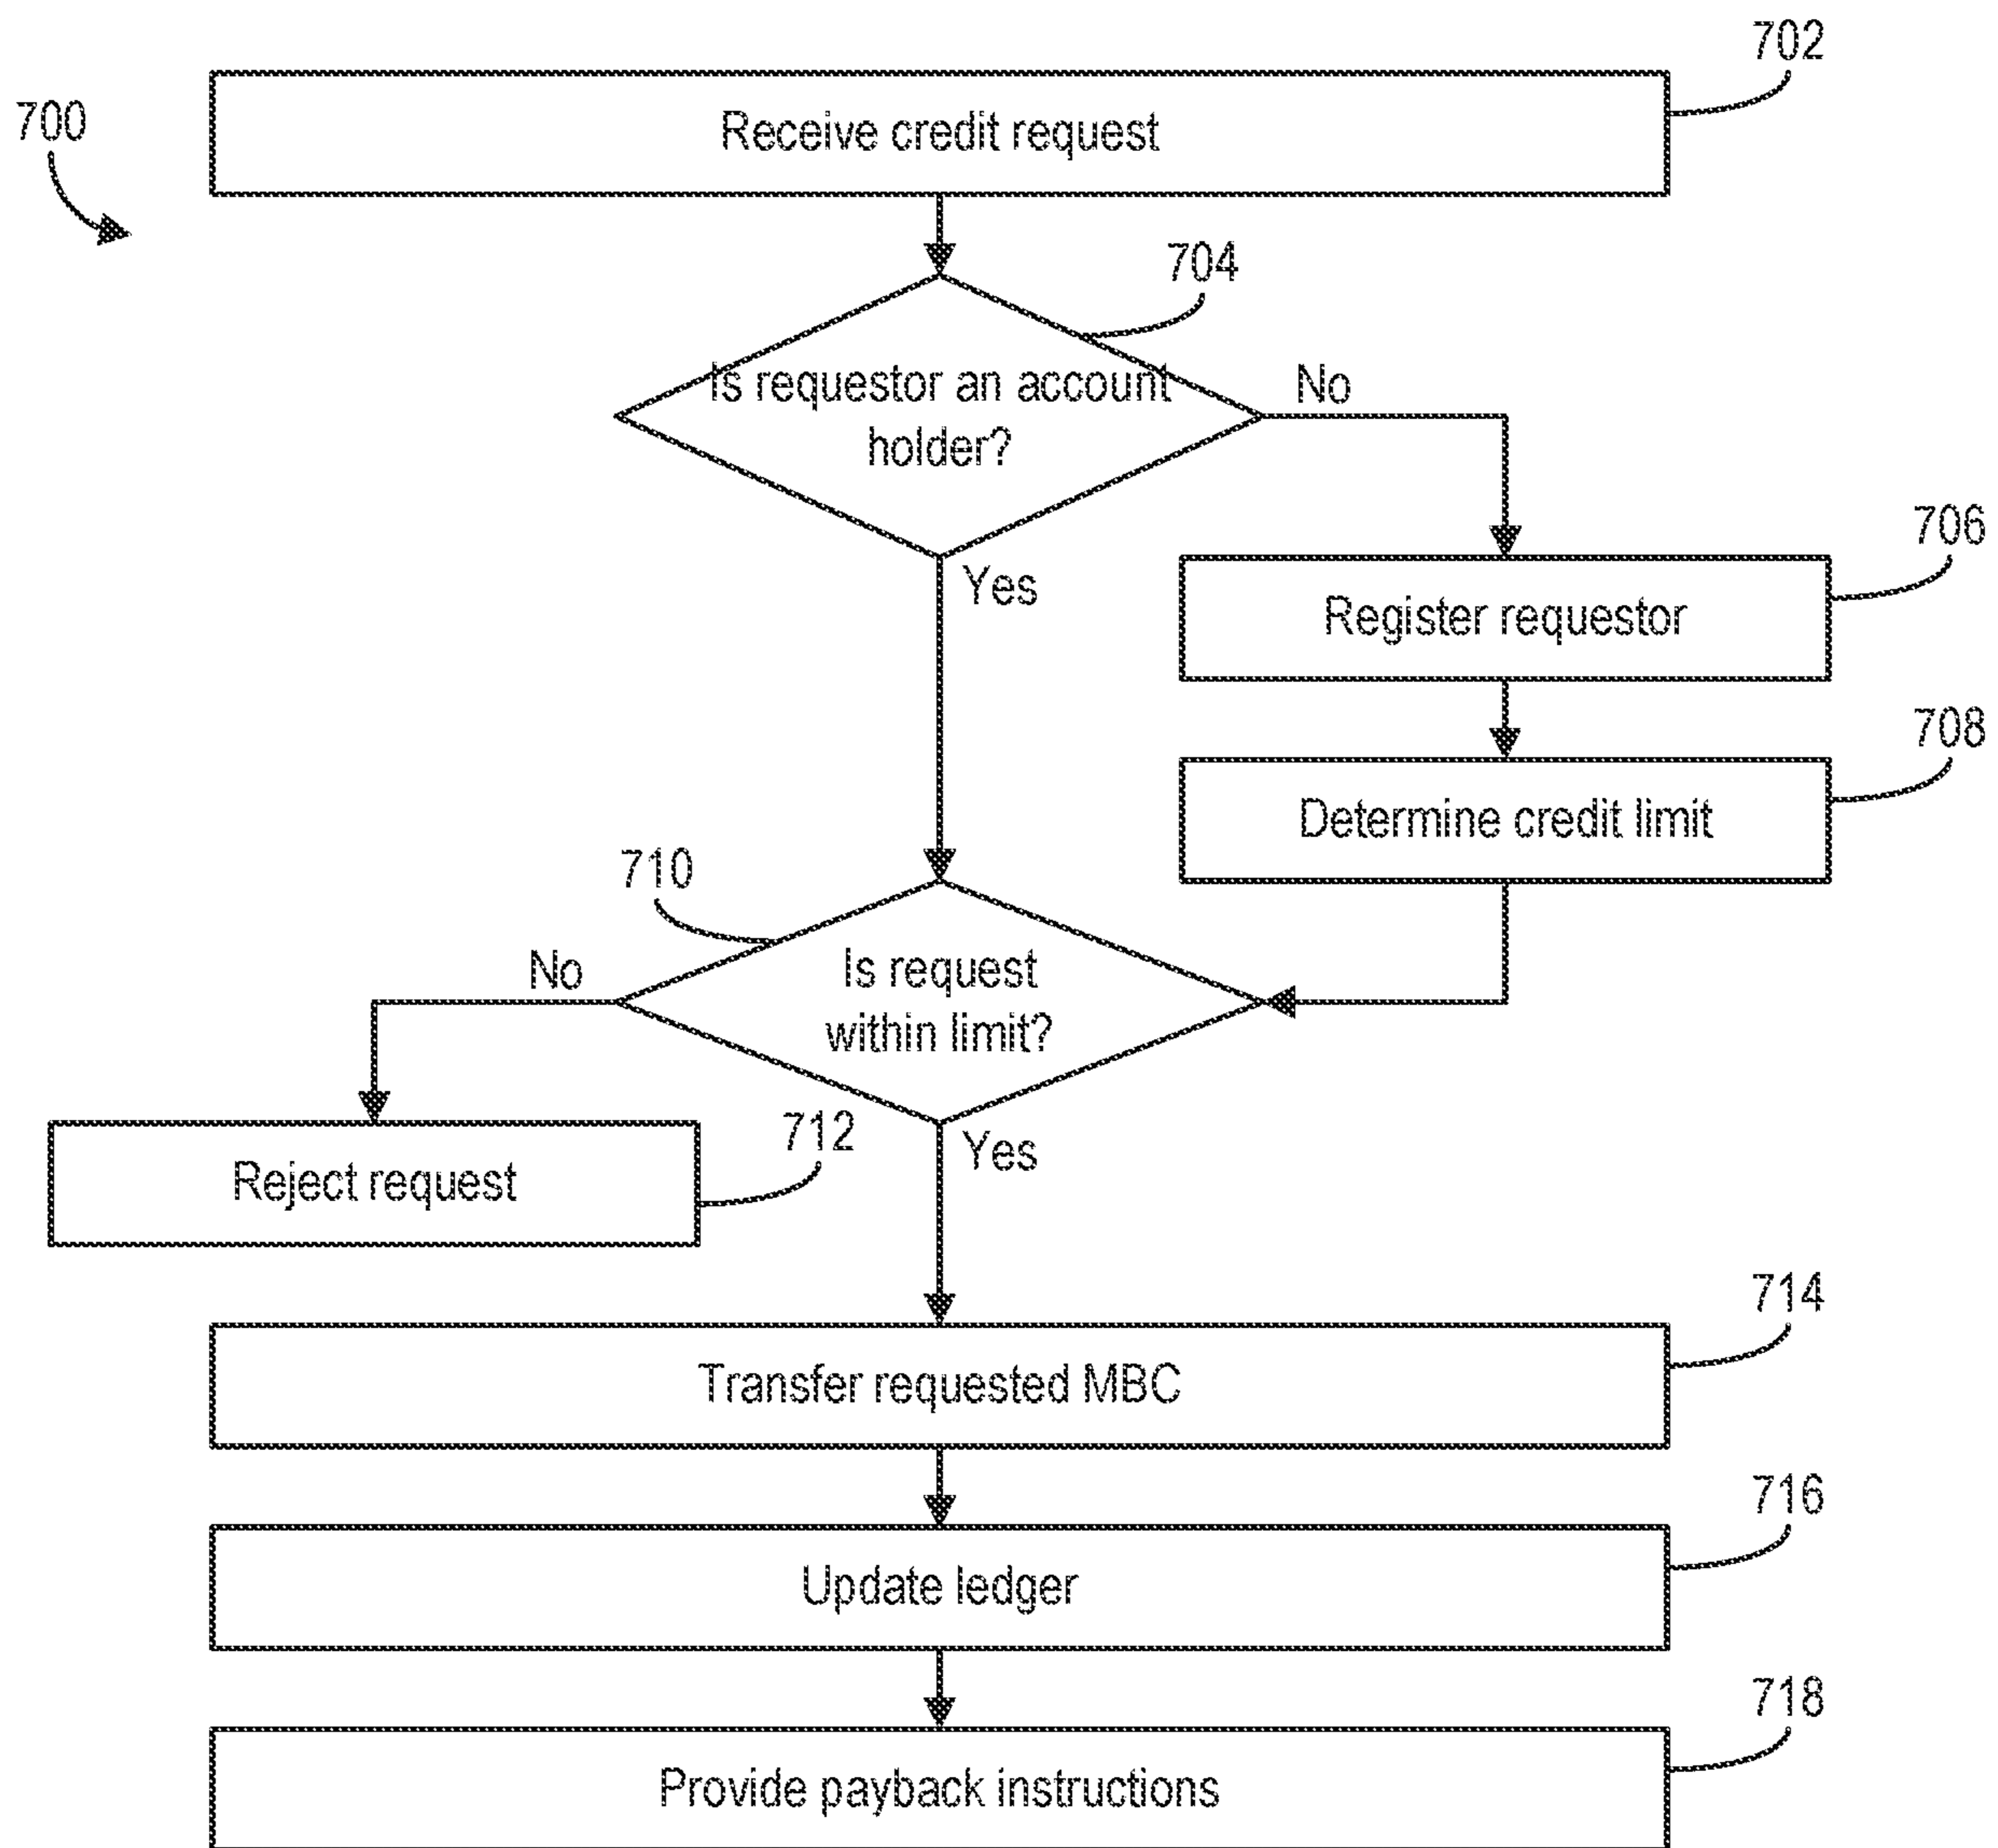 702
700
Receive credit request
704
Is requestor an account
holder?
No
Yes
706
Register requestor
708
Determine credit limit
710
No
Is request
within limit?
712
Yes
Reject request
714
Transfer requested MBC
716
Update ledger
718
Provide payback instructions